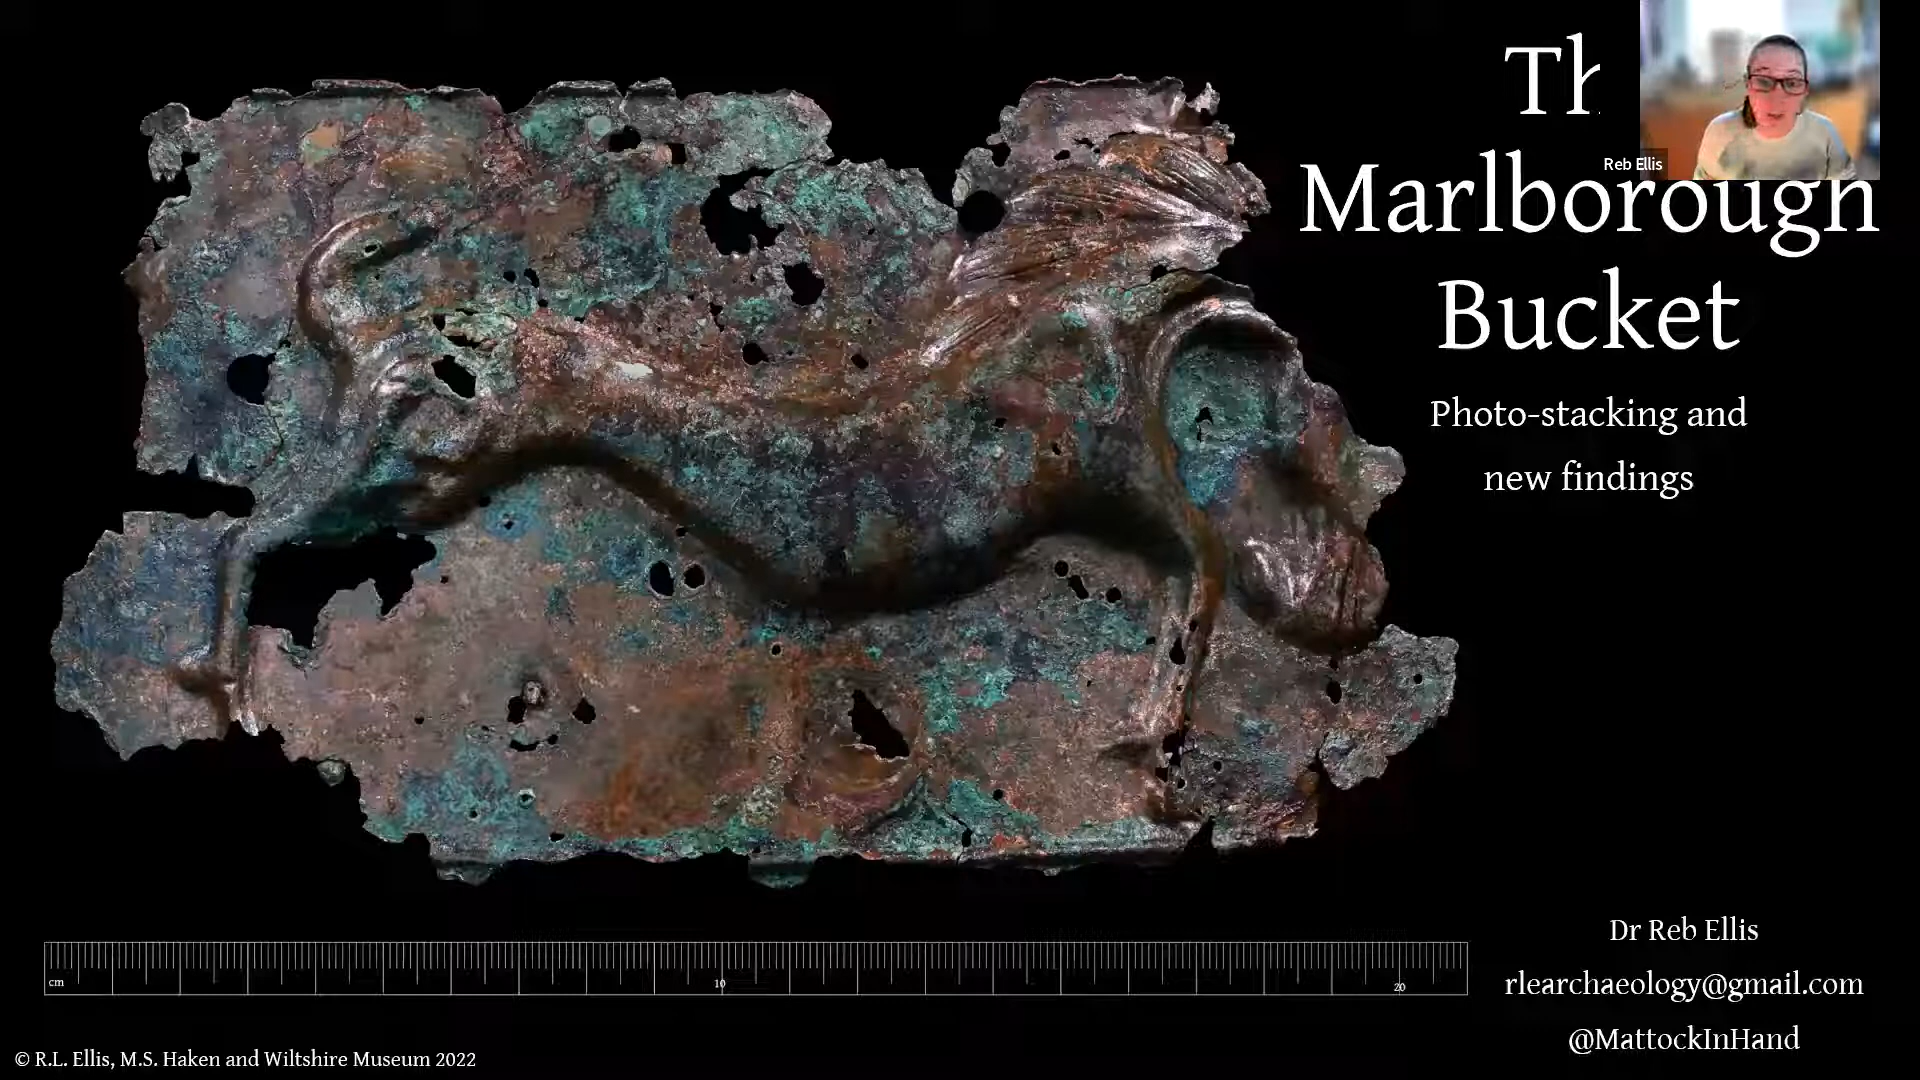 Th
Reb Ellis
Marlborough
Bucket
Photo-stacking and
new findings
Dr Reb Ellis
rlearchaeology@gmail.com
@MattockInHand
cm
10
20
© R.L. Ellis, M.S. Haken and Wiltshire Museum 2022